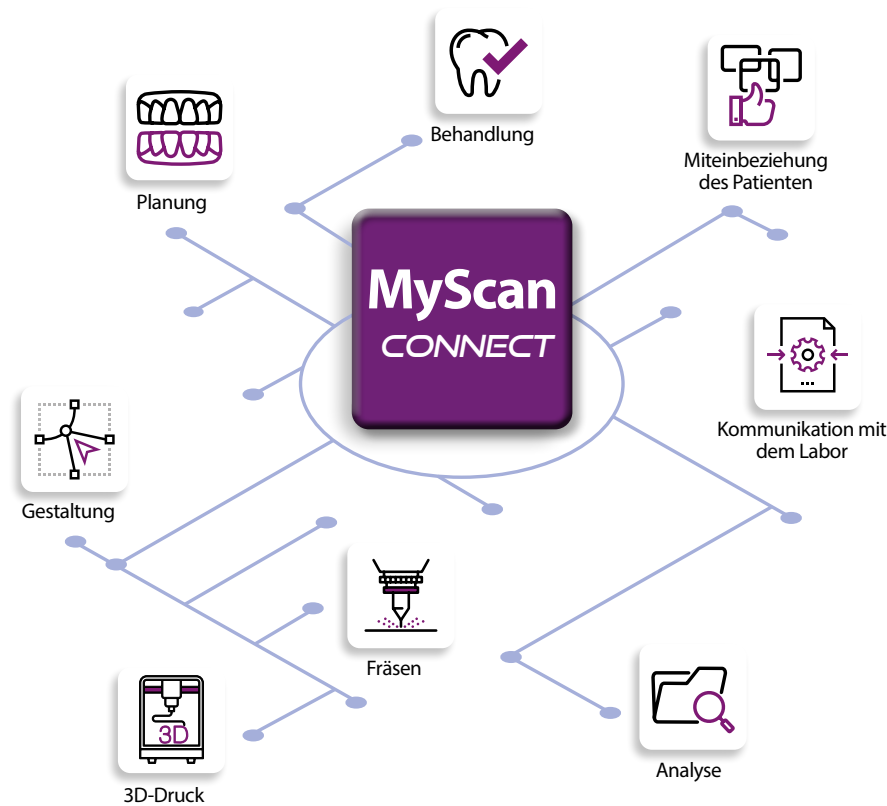 Behandlung
Miteinbeziehung
des Patienten
Planung
MyScan
CONNECT
Kommunikation mit
dem Labor
Gestaltung
Fräsen
3D
3D-Druck
Analyse